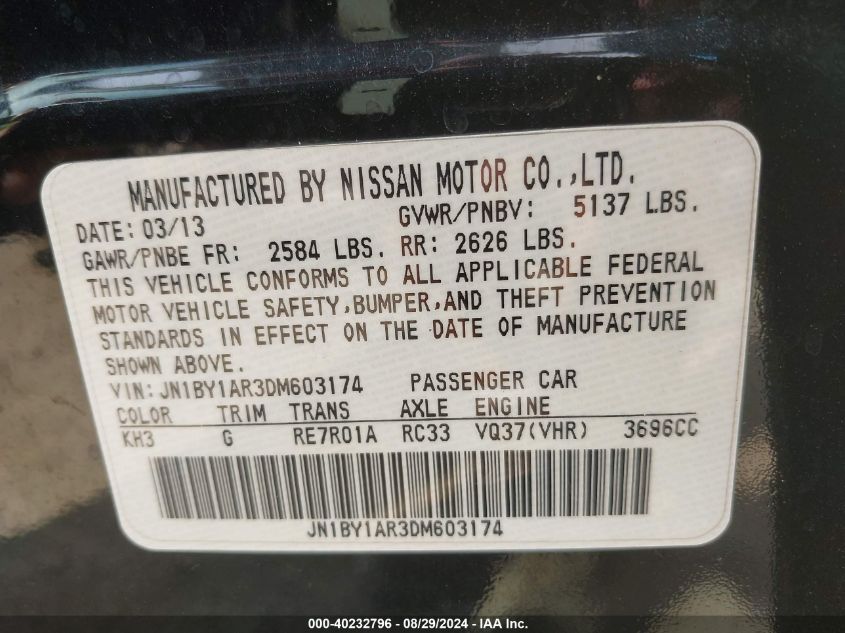 MANUFACTURED BY NISSAN MOTOR CO.,LTD.
DATE: 03/13 GVWR/PNBV: 5137 LBS.
GAWR/PNBE FR: 2584 LBS. RR: 2626 LBS.
THIS VEHICLE CONFORMS TO ALL APPLICABLE FEDERAL
MOTOR VEHICLE SAFETY,BUMPER,AND THEFT PREVENTION
STANDARDS IN EFFECT ON THE DATE OF MANUFACTURE
SHOWN ABOVE.
VIN: JN1BY1AR3DM603174 PASSENGER CAR
COLOR TRIM TRANS AXLE ENGINE
KH3 G RE7R01A RC33 VQ37(VHR) 3696CC
JN1BY1AR3DM603174
000-40232796 - 08/29/2024 - IAA Inc.